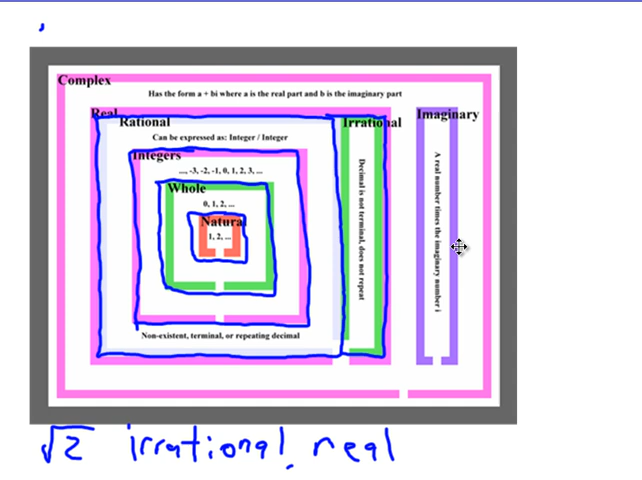 Complex
Has the form a + bi where a is the real part and b is the imaginary part
Real
Rational
Irrational
Imaginary
Can be expressed as: Integer / Integer
Integers
..., -3, -2, -1, 0, 1, 2, 3, ...
Whole
0, 1, 2, ...
Natural
1, 2, ...
Non-existent, terminal, or repeating decimal
Decimal is not terminal, does not repeat
A real number times the imaginary number i
√2 irrational, real